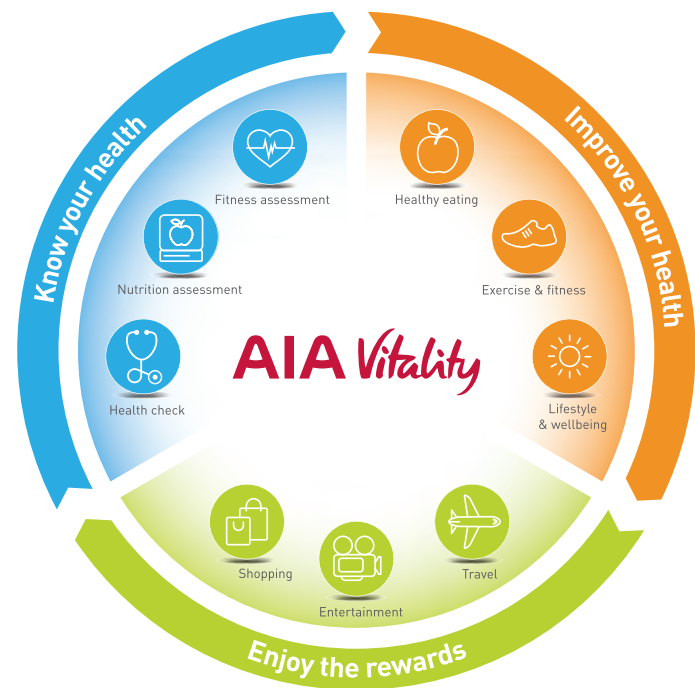 Know your health
Improve your health
Fitness assessment
Healthy eating
Nutrition assessment
Exercise & fitness
AIA Vitality
Health check
Lifestyle
& wellbeing
Shopping
Travel
Entertainment
Enjoy the rewards